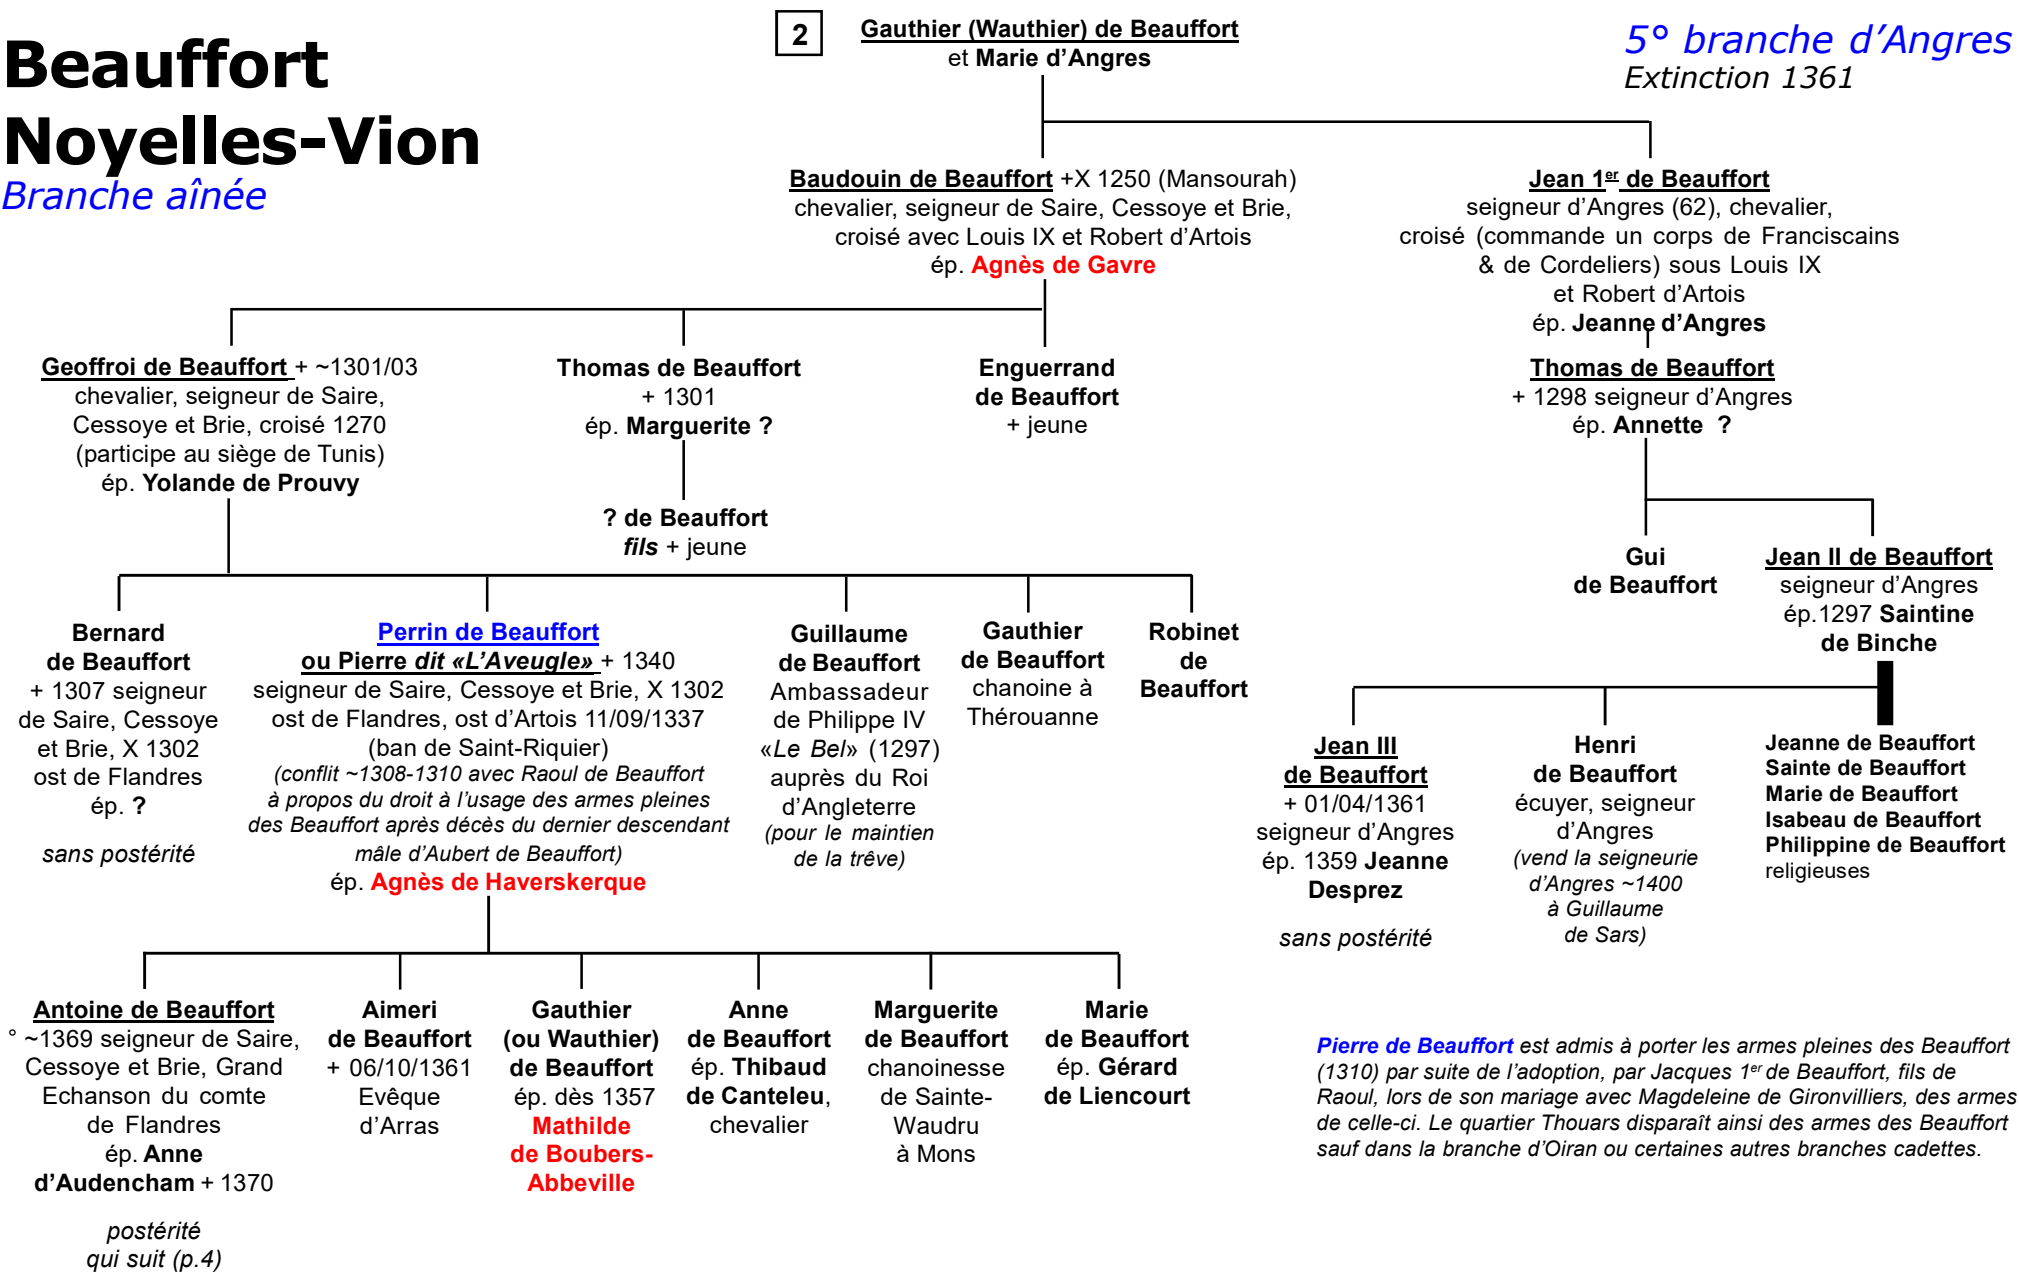 Beauffort
Noyelles-Vion
Branche aînée
2
Gauthier (Wauthier) de Beauffort
et Marie d'Angres
5° branche d'Angres
Extinction 1361
Baudouin de Beauffort +X 1250 (Mansourah)
chevalier, seigneur de Saire, Cessoye et Brie,
croisé avec Louis IX et Robert d'Artois
ép. Agnès de Gavre
Jean 1er de Beauffort
seigneur d'Angres (62), chevalier,
croisé (commande un corps de Franciscains
& de Cordeliers) sous Louis IX
et Robert d'Artois
ép. Jeanne d'Angres
Geoffroi de Beauffort + ~1301/03
chevalier, seigneur de Saire,
Cessoye et Brie, croisé 1270
(participe au siège de Tunis)
ép. Yolande de Prouvy
Thomas de Beauffort
+ 1301
ép. Marguerite ?
Enguerrand
de Beauffort
+ jeune
Thomas de Beauffort
+ 1298 seigneur d'Angres
ép. Annette ?
? de Beauffort
fils + jeune
Gui
de Beauffort
Jean II de Beauffort
seigneur d'Angres
ép.1297 Saintine
de Binche
Bernard
de Beauffort
+ 1307 seigneur
de Saire, Cessoye
et Brie, X 1302
ost de Flandres
ép. ?
sans postérité
Perrin de Beauffort
ou Pierre dit «L'Aveugle» + 1340
seigneur de Saire, Cessoye et Brie, X 1302
ost de Flandres, ost d'Artois 11/09/1337
(ban de Saint-Riquier)
(conflit ~1308-1310 avec Raoul de Beauffort
à propos du droit à l'usage des armes pleines
des Beauffort après décès du dernier descendant
mâle d'Aubert de Beauffort)
ép. Agnès de Haverskerque
Guillaume
de Beauffort
Ambassadeur
de Philippe IV
«Le Bel» (1297)
auprès du Roi
d'Angleterre
(pour le maintien
de la trêve)
Gauthier
de Beauffort
chanoine à
Thérouanne
Robinet
de
Beauffort
Jean III
de Beauffort
+ 01/04/1361
seigneur d'Angres
ép. 1359 Jeanne
Desprez
sans postérité
Henri
de Beauffort
écuyer, seigneur
d'Angres
(vend la seigneurie
d'Angres ~1400
à Guillaume
de Sars)
Jeanne de Beauffort
Sainte de Beauffort
Marie de Beauffort
Isabeau de Beauffort
Philippine de Beauffort
religieuses
Antoine de Beauffort
° ~1369 seigneur de Saire,
Cessoye et Brie, Grand
Echanson du comte
de Flandres
ép. Anne
d'Audencham + 1370
postérité
qui suit (p.4)
Aimeri
de Beauffort
+ 06/10/1361
Evêque
d'Arras
Gauthier
(ou Wauthier)
de Beauffort
ép. dès 1357
Mathilde
de Boubers-
Abbeville
Anne
de Beauffort
ép. Thibaud
de Canteleu,
chevalier
Marguerite
de Beauffort
chanoinesse
de Sainte-
Waudru
à Mons
Marie
de Beauffort
ép. Gérard
de Liencourt
Pierre de Beauffort est admis à porter les armes pleines des Beauffort
(1310) par suite de l'adoption, par Jacques 1er de Beauffort, fils de
Raoul, lors de son mariage avec Magdeleine de Gironvilliers, des armes
de celle-ci. Le quartier Thouars disparaît ainsi des armes des Beauffort
sauf dans la branche d'Oiran ou certaines autres branches cadettes.